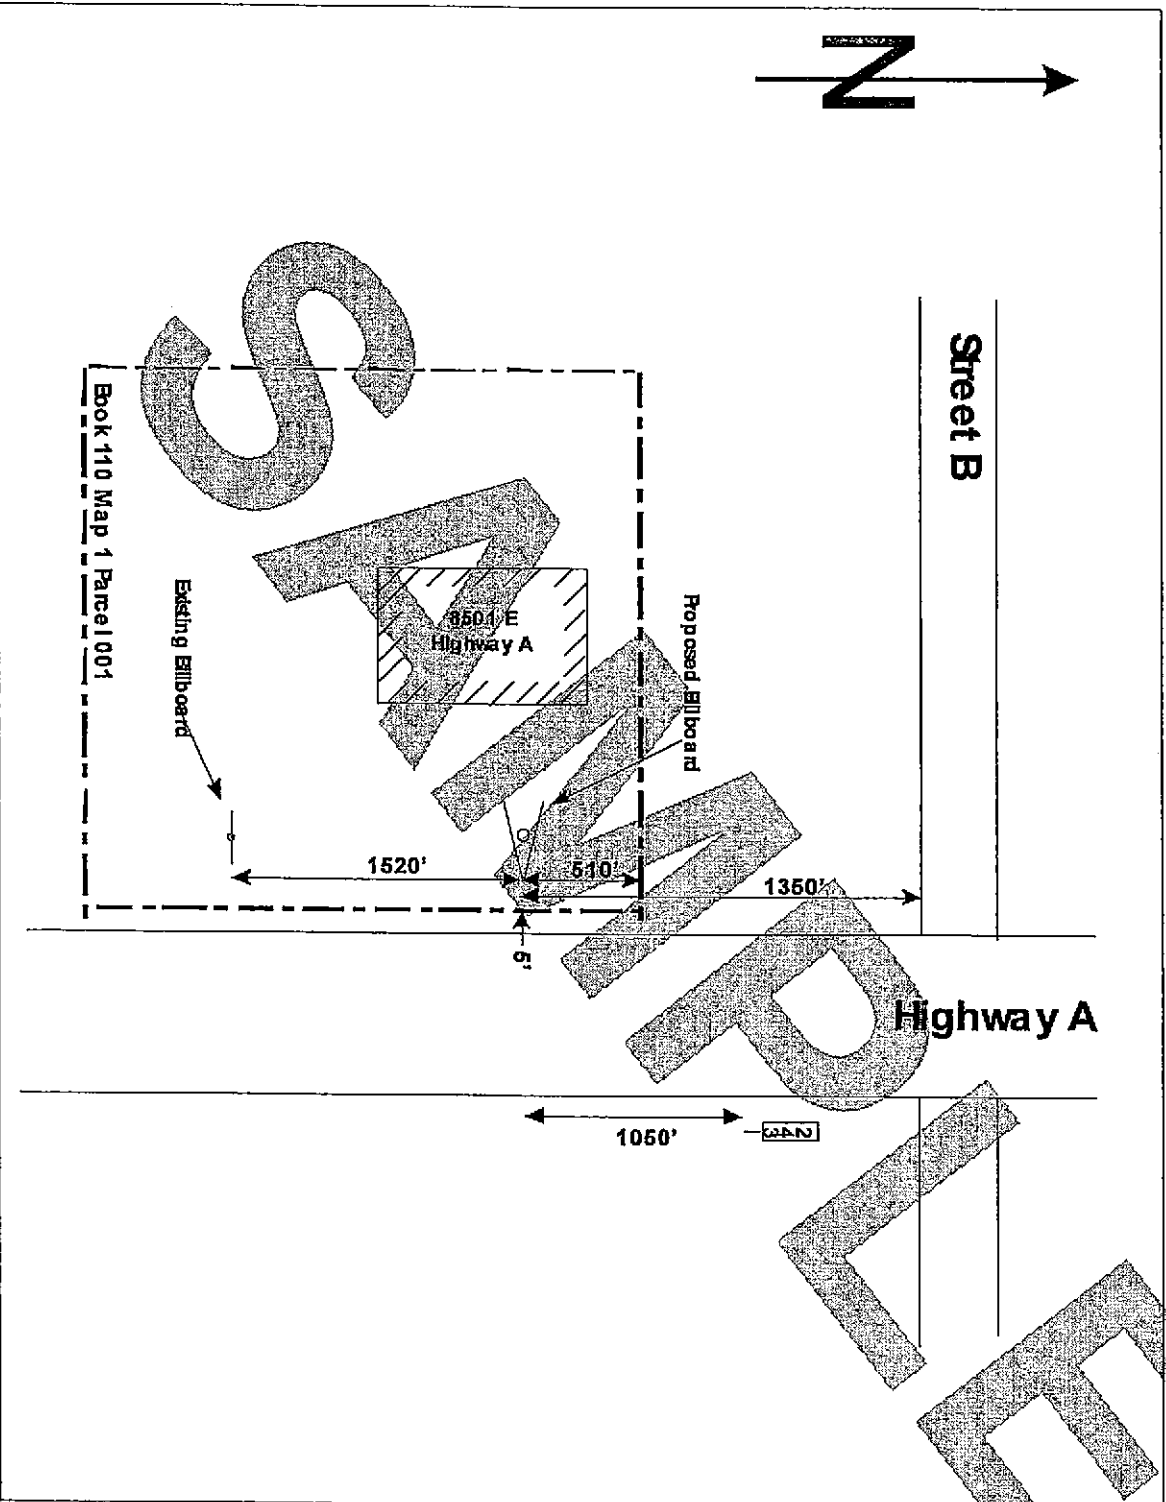 N
Street B
Book 110 Map 1 Parcel 001
Existing Billboard
8501 E
Highway A
Proposed Billboard
1520'
510'
1350'
5'
Highway A
1050'
243
SAMPLE